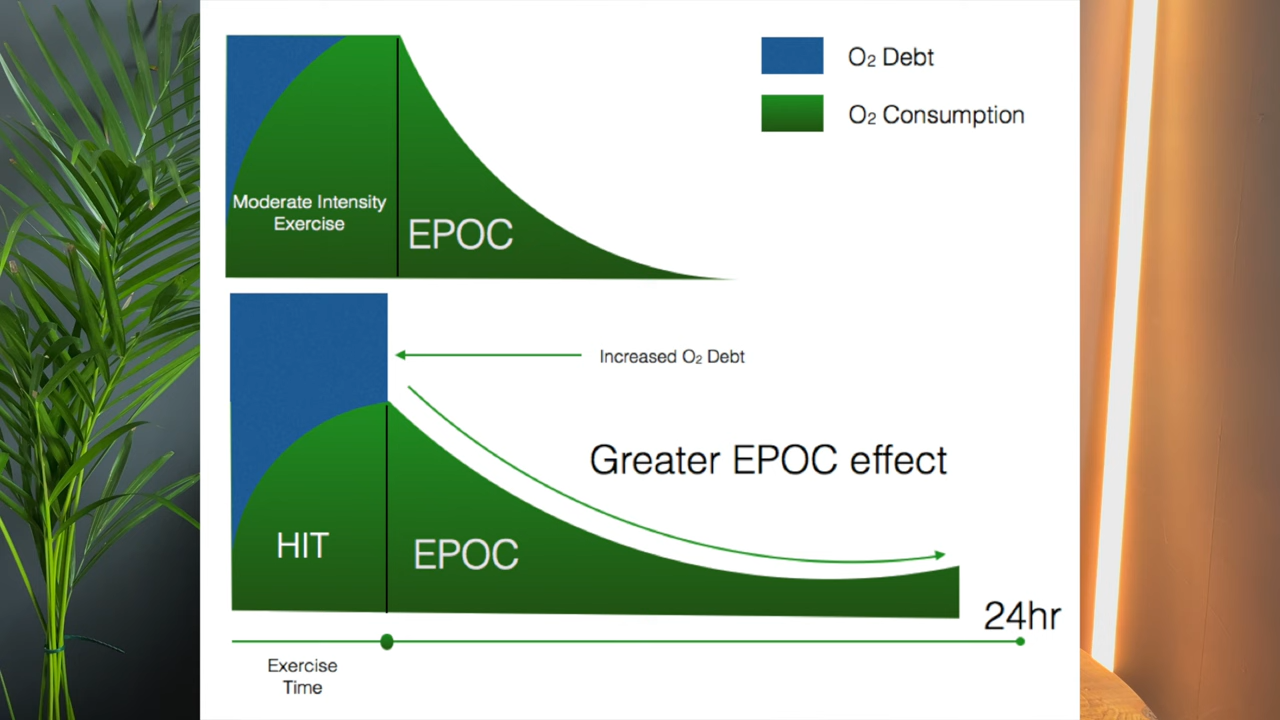 O₂ Debt
O₂ Consumption
Moderate Intensity
Exercise
EPOC
Increased O₂ Debt
Greater EPOC effect
HIT
EPOC
24hr
Exercise
Time